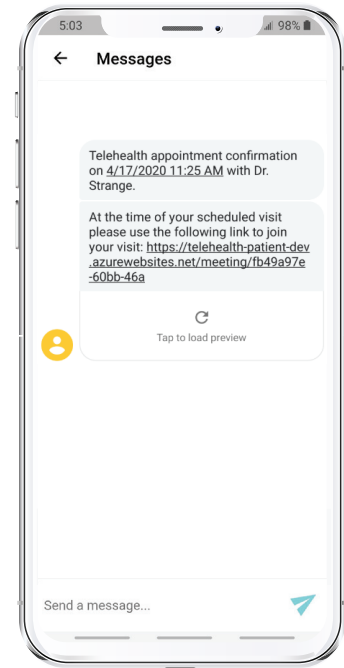 5:03 98%
Messages
Telehealth appointment confirmation
on 4/17/2020 11:25 AM with Dr.
Strange.
At the time of your scheduled visit
please use the following link to join
your visit: https://telehealth-patient-dev
.azurewebsites.net/meeting/fb49a97e
-60bb-46a
Tap to load preview
Send a message...